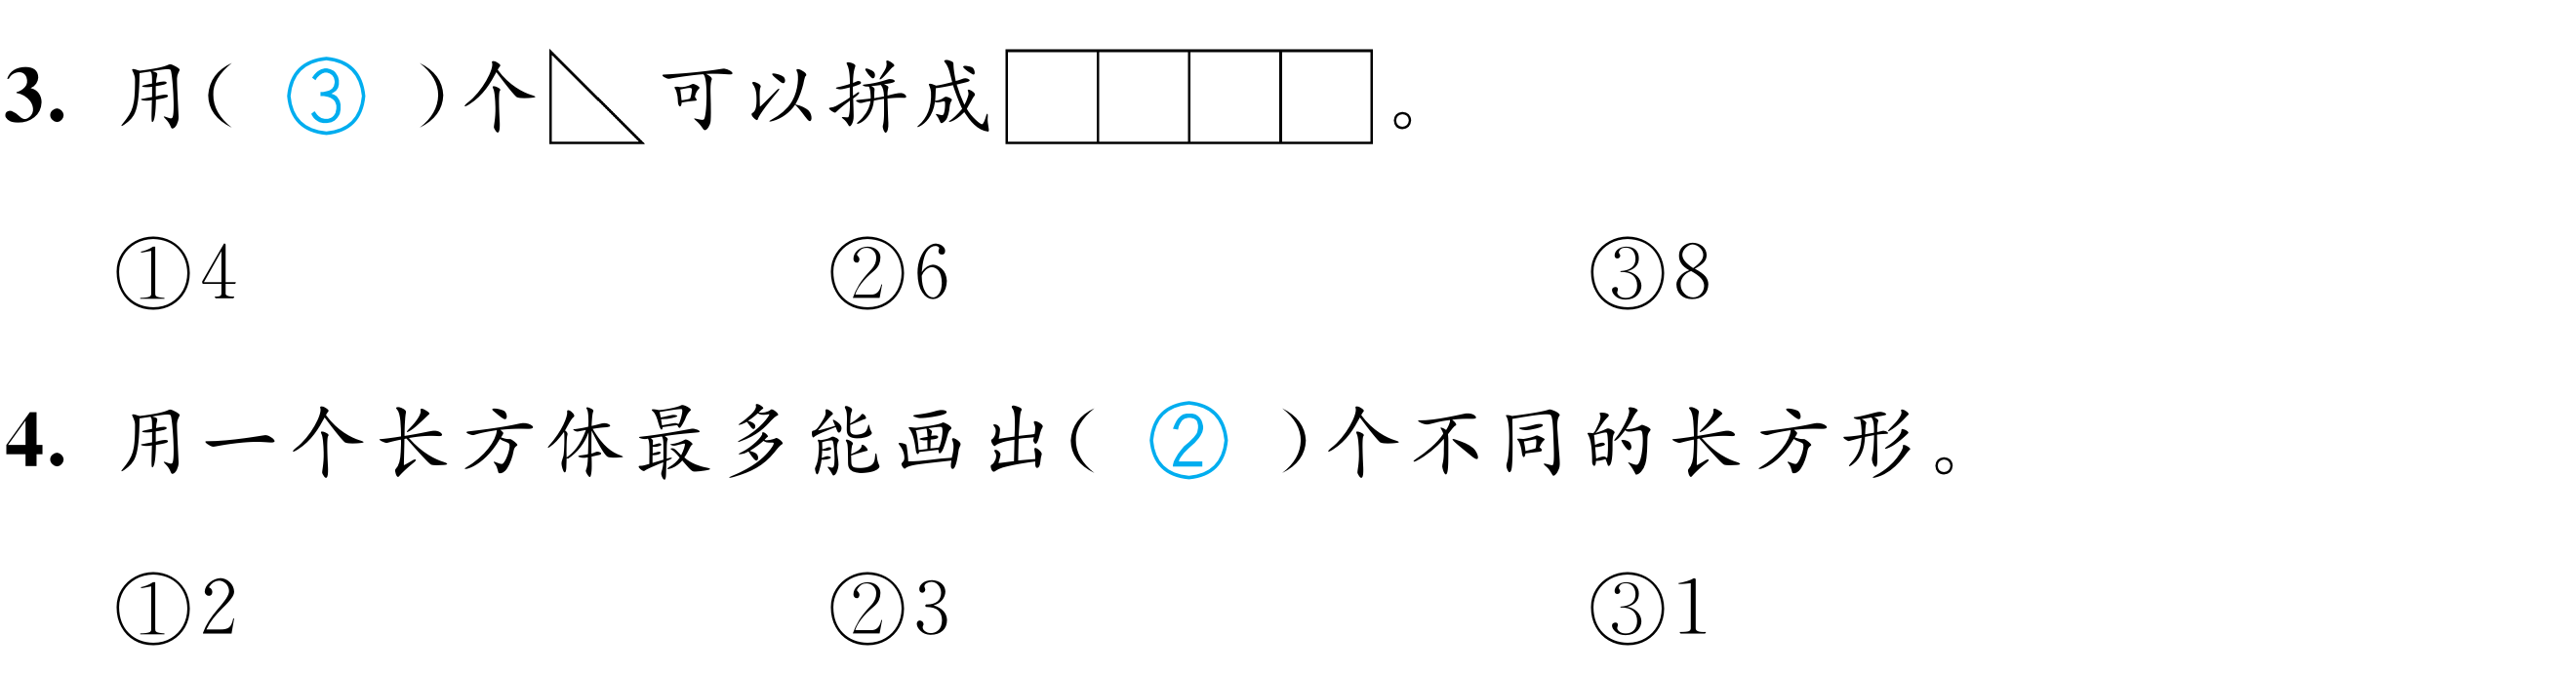 3. 用( ③ )个 可以拼成 。
①4 ②6 ③8
4. 用一个长方体最多能画出( ② )个不同的长方形。
①2 ②3 ③1